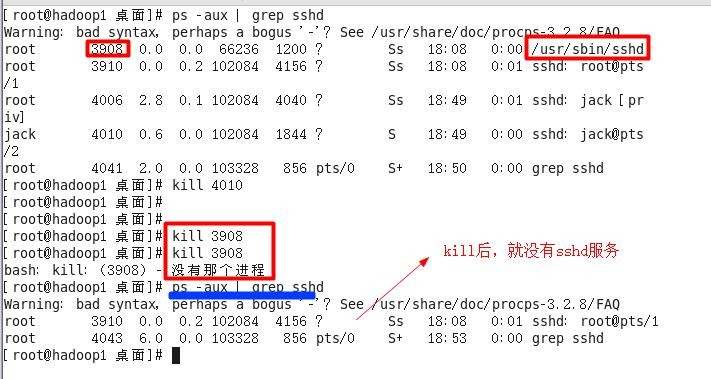 [root@hadoop1 桌面]# ps -aux | grep sshd
Warning: bad syntax, perhaps a bogus '-'? See /usr/share/doc/procps-3.2.8/FAQ
root 3908 0.0 0.0 66236 1200 ? Ss 18:08 0:00 /usr/sbin/sshd
root 3910 0.0 0.2 102084 4156 ? Ss 18:08 0:01 sshd: root@pts
/1
root 4006 2.8 0.1 102084 4040 ? Ss 18:49 0:01 sshd: jack [pr
iv]
jack 4010 0.6 0.0 102084 1844 ? S 18:49 0:00 sshd: jack@pts
/2
root 4041 2.0 0.0 103328 856 pts/0 S+ 18:50 0:00 grep sshd
[root@hadoop1 桌面]# kill 4010
[root@hadoop1 桌面]#
[root@hadoop1 桌面]#
[root@hadoop1 桌面]# kill 3908
[root@hadoop1 桌面]# kill 3908
bash: kill: (3908) - 没有那个进程
kill后，就没有sshd服务
[root@hadoop1 桌面]# ps -aux | grep sshd
Warning: bad syntax, perhaps a bogus '-'? See /usr/share/doc/procps-3.2.8/FAQ
root 3910 0.0 0.2 102084 4156 ? Ss 18:08 0:01 sshd: root@pts/1
root 4043 6.0 0.0 103328 856 pts/0 S+ 18:53 0:00 grep sshd
[root@hadoop1 桌面]#